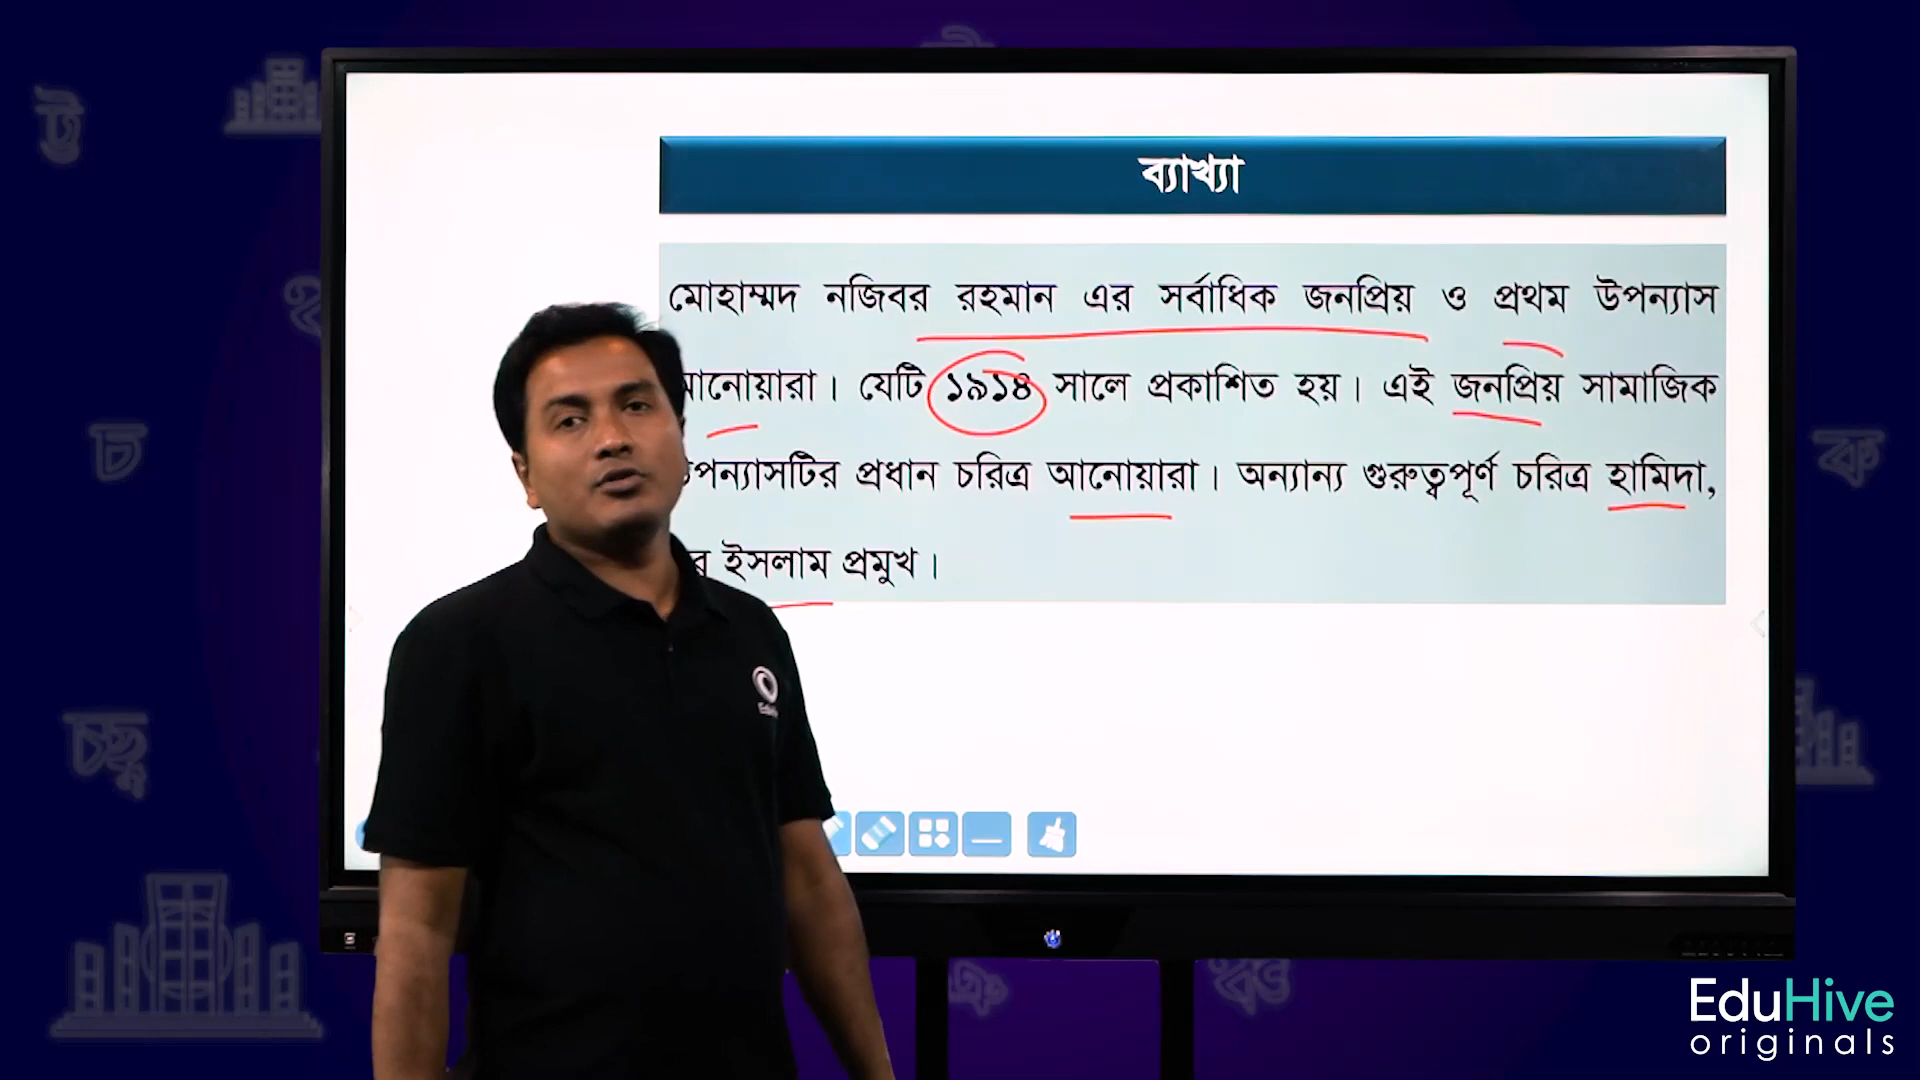 ব্যাখ্যা
মোহাম্মদ নজিবর রহমান এর সর্বাধিক জনপ্রিয় ও প্রথম উপন্যাস
আনোয়ারা। যেটি ১৯১৪ সালে প্রকাশিত হয়। এই জনপ্রিয় সামাজিক
উপন্যাসটির প্রধান চরিত্র আনোয়ারা। অন্যান্য গুরুত্বপূর্ণ চরিত্র হামিদা,
ইসলাম প্রমুখ।
EduHive
originals